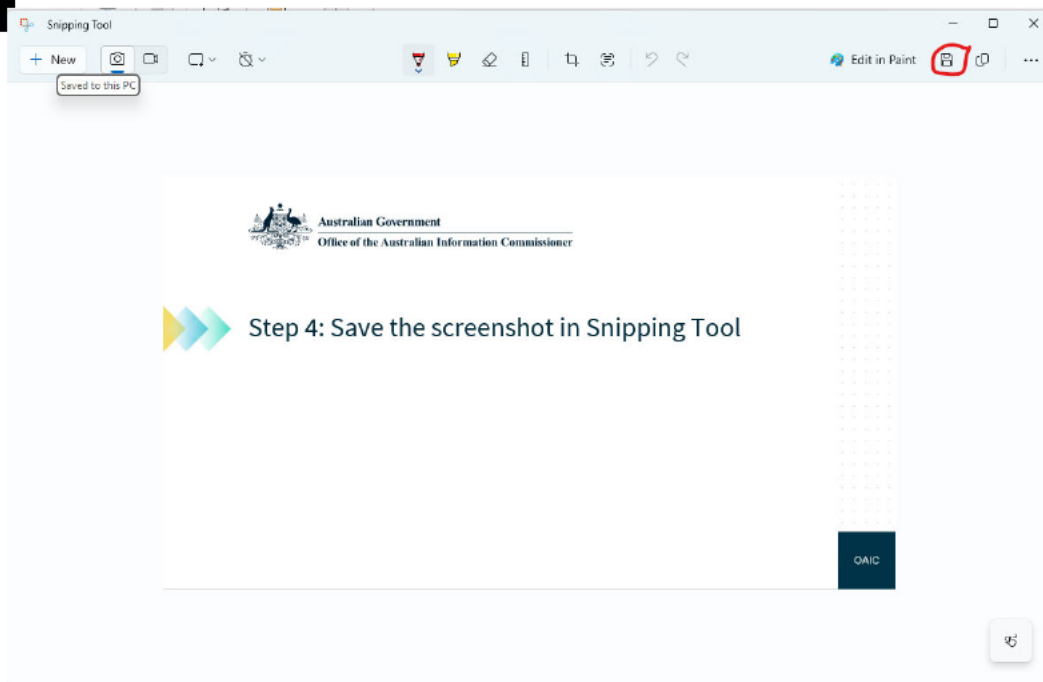 Snipping Tool
New
Edit in Paint
Saved to this PC
Australian Government
Office of the Australian Information Commissioner
Step 4: Save the screenshot in Snipping Tool
OAIC